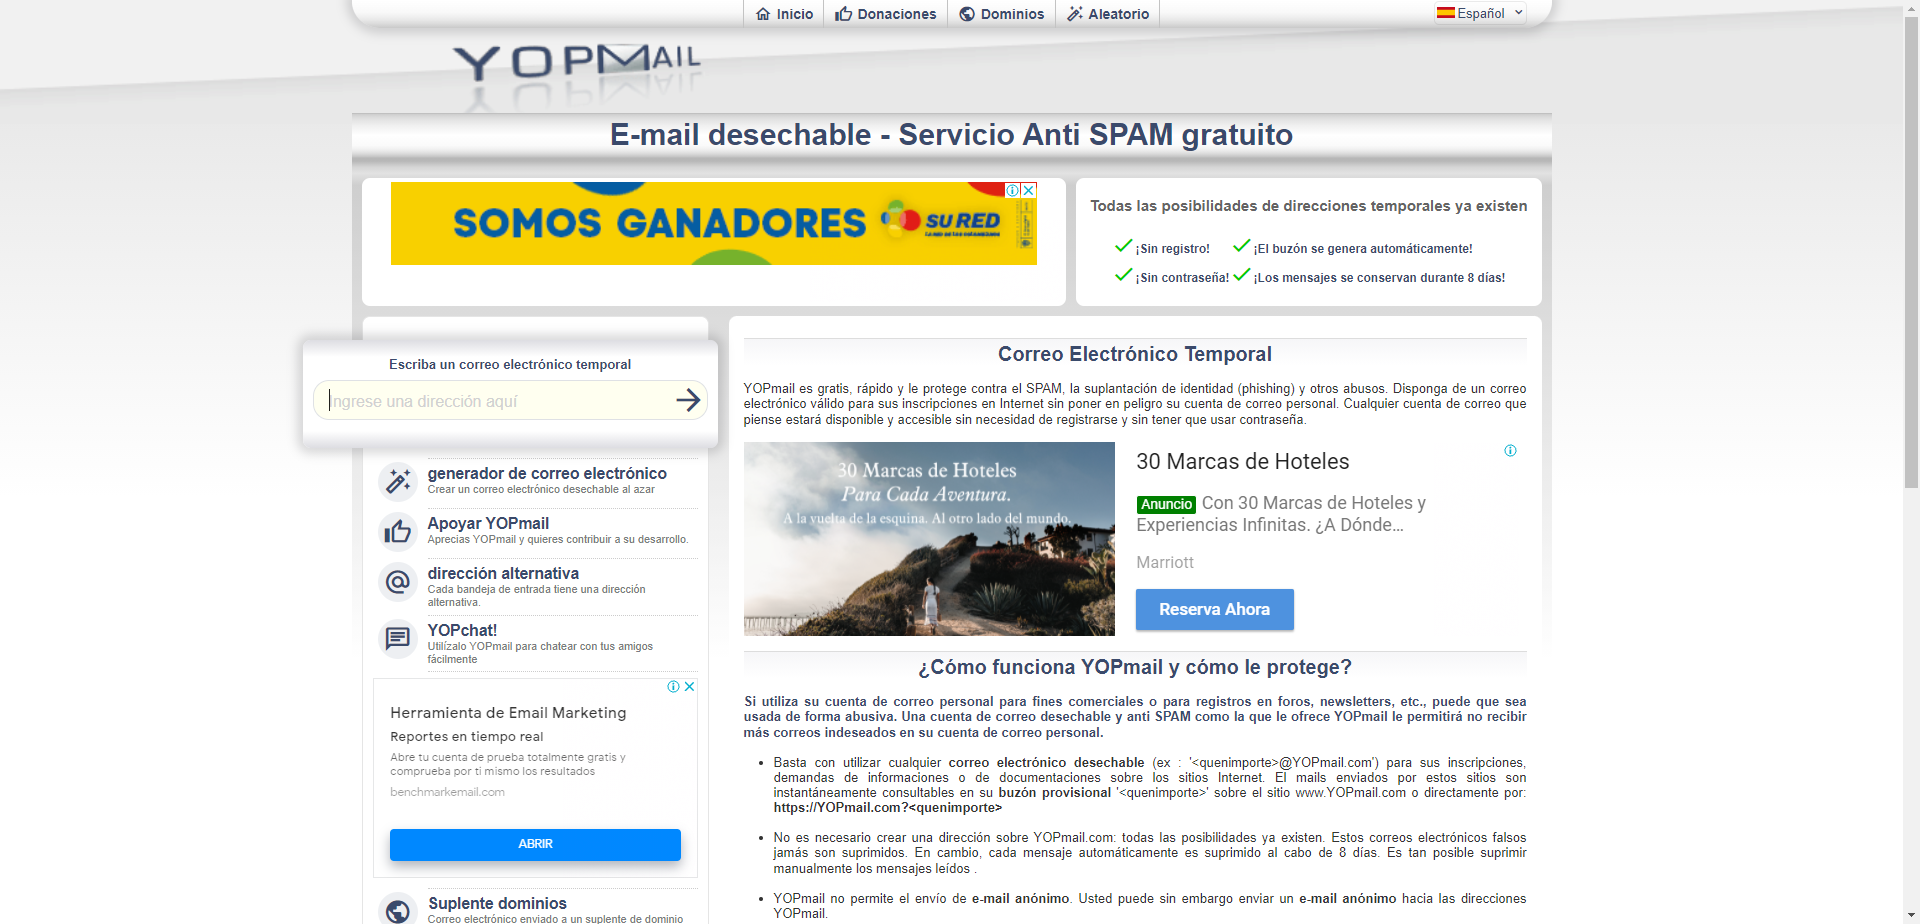 Inicio
Donaciones
Dominios
Aleatorio
Español
YOPMAIL
E-mail desechable - Servicio Anti SPAM gratuito
SOMOS GANADORES
SU RED
Todas las posibilidades de direcciones temporales ya existen
¡Sin registro!
¡El buzón se genera automáticamente!
¡Sin contraseña!
¡Los mensajes se conservan durante 8 días!
Escriba un correo electrónico temporal
Ingrese una dirección aquí
generador de correo electrónico
Crear un correo electrónico desechable al azar
Apoyar YOPmail
Aprecias YOPmail y quieres contribuir a su desarrollo.
dirección alternativa
Cada bandeja de entrada tiene una dirección
alternativa.
YOPchat!
Utilízalo YOPmail para chatear con tus amigos
fácilmente
Herramienta de Email Marketing
Reportes en tiempo real
Abre tu cuenta de prueba totalmente gratis y
comprueba por ti mismo los resultados
benchmarkemail.com
ABRIR
Suplente dominios
Correo electrónico enviado a un suplente de dominio
Correo Electrónico Temporal
YOPmail es gratis, rápido y le protege contra el SPAM, la suplantación de identidad (phishing) y otros abusos. Disponga de un correo
electrónico válido para sus inscripciones en Internet sin poner en peligro su cuenta de correo personal. Cualquier cuenta de correo que
piense estará disponible y accesible sin necesidad de registrarse y sin tener que usar contraseña.
30 Marcas de Hoteles
Para Cada Aventura.
A la vuelta de la esquina. Al otro lado del mundo.
30 Marcas de Hoteles
Anuncio Con 30 Marcas de Hoteles y
Experiencias Infinitas. ¿A Dónde...
Marriott
Reserva Ahora
¿Cómo funciona YOPmail y cómo le protege?
Si utiliza su cuenta de correo personal para fines comerciales o para registros en foros, newsletters, etc., puede que sea
usada de forma abusiva. Una cuenta de correo desechable y anti SPAM como la que le ofrece YOPmail le permitirá no recibir
más correos indeseados en su cuenta de correo personal.
• Basta con utilizar cualquier correo electrónico desechable (ex : '<quenimporte>@YOPmail.com') para sus inscripciones,
demandas de informaciones o de documentaciones sobre los sitios Internet. El mails enviados por estos sitios son
instantáneamente consultables en su buzón provisional '<quenimporte>' sobre el sitio www.YOPmail.com o directamente por:
https://YOPmail.com?<quenimporte>
• No es necesario crear una dirección sobre YOPmail.com: todas las posibilidades ya existen. Estos correos electrónicos falsos
jamás son suprimidos. En cambio, cada mensaje automáticamente es suprimido al cabo de 8 días. Es tan posible suprimir
manualmente los mensajes leídos .
• YOPmail no permite el envío de e-mail anónimo. Usted puede sin embargo enviar un e-mail anónimo hacia las direcciones
YOPmail.